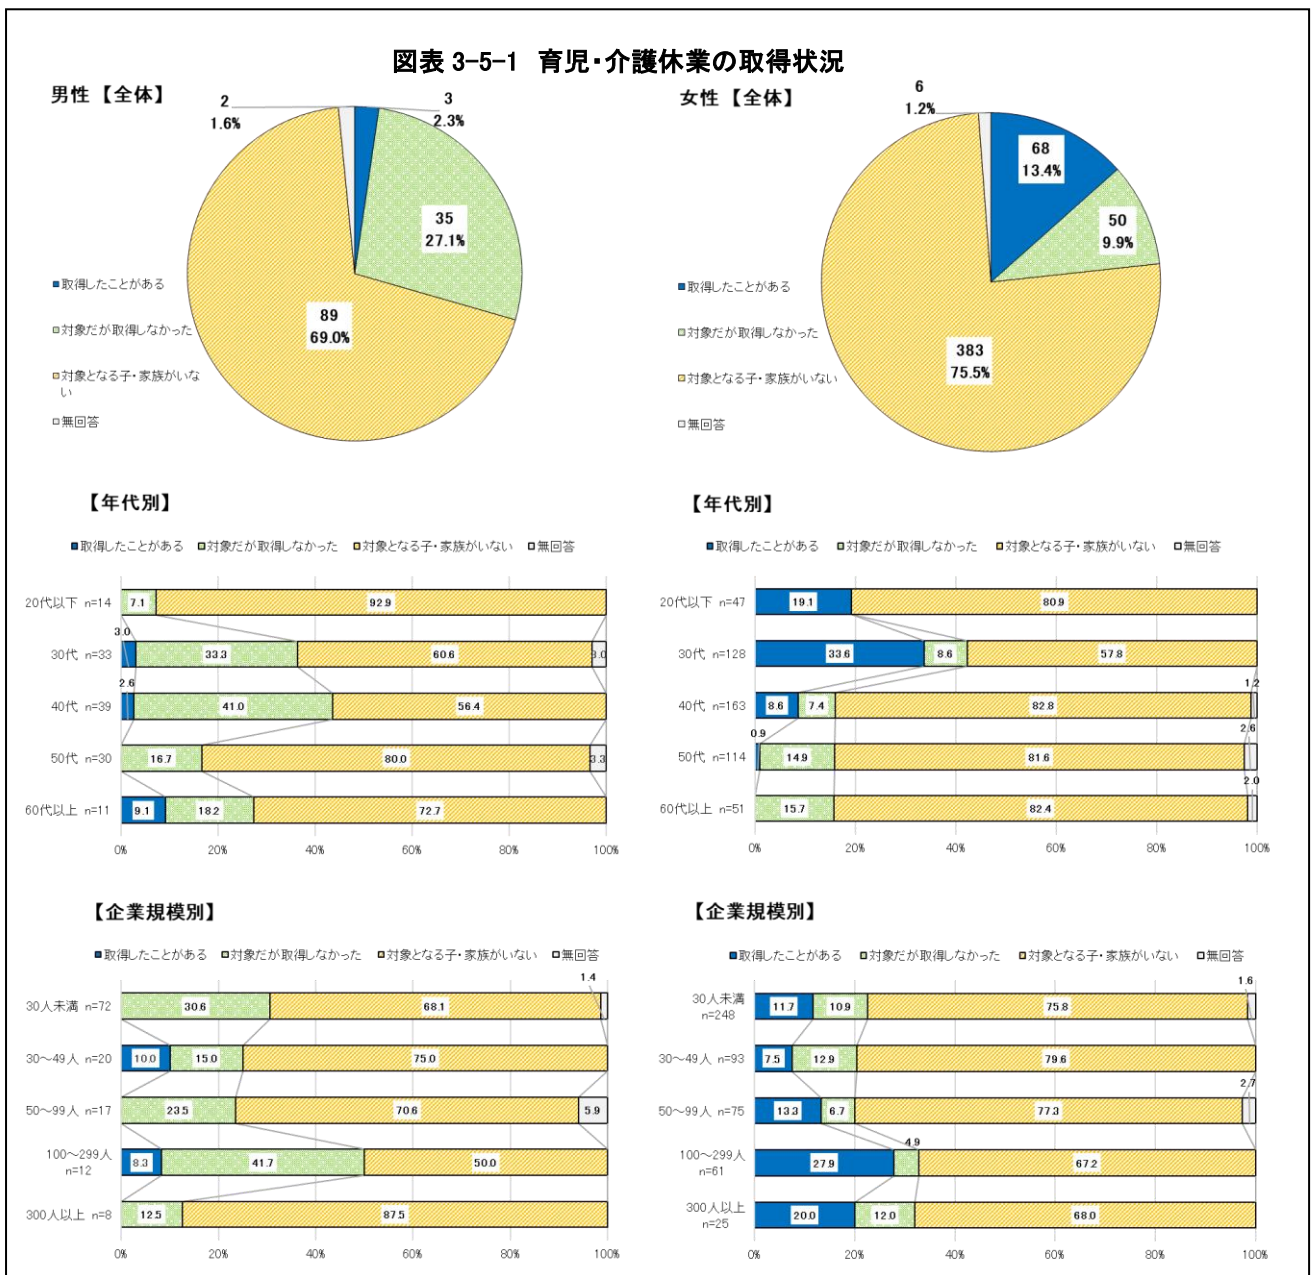 図表 3-5-1 育児・介護休業の取得状況
男性【全体】
2
1.6%
3
2.3%
35
27.1%
89
69.0%
■取得したことがある
□対象だが取得しなかった
□対象となる子・家族がいな
い
□無回答
女性【全体】
6
1.2%
68
13.4%
50
9.9%
383
75.5%
■取得したことがある
□対象だが取得しなかった
□対象となる子・家族がいない
□無回答
【年代別】
■取得したことがある □対象だが取得しなかった □対象となる子・家族がいない □無回答
20代以下 n=14 7.1 92.9
3.0
30代 n=33 33.3 60.6 3.0
2.6
40代 n=39 41.0 56.4
50代 n=30 16.7 80.0 3.3
60代以上 n=11 9.1 18.2 72.7
0% 20% 40% 60% 80% 100%
【年代別】
■取得したことがある □対象だが取得しなかった □対象となる子・家族がいない □無回答
20代以下 n=47 19.1 80.9
30代 n=128 33.6 8.6 57.8
1.2
40代 n=163 8.6 7.4 82.8
0.9 2.6
50代 n=114 14.9 81.6
2.0
60代以上 n=51 15.7 82.4
0% 20% 40% 60% 80% 100%
【企業規模別】
■取得したことがある □対象だが取得しなかった □対象となる子・家族がいない □無回答
1.4
30人未満 n=72 30.6 68.1
30～49人 n=20 10.0 15.0 75.0
50～99人 n=17 23.5 70.6 5.9
100～299人
n=12 8.3 41.7 50.0
300人以上 n=8 12.5 87.5
0% 20% 40% 60% 80% 100%
【企業規模別】
■取得したことがある □対象だが取得しなかった □対象となる子・家族がいない □無回答
1.6
30人未満
n=248 11.7 10.9 75.8
30～49人 n=93 7.5 12.9 79.6
2.7
50～99人 n=75 13.3 6.7 77.3
4.9
100～299人
n=61 27.9 67.2
300人以上
n=25 20.0 12.0 68.0
0% 20% 40% 60% 80% 100%